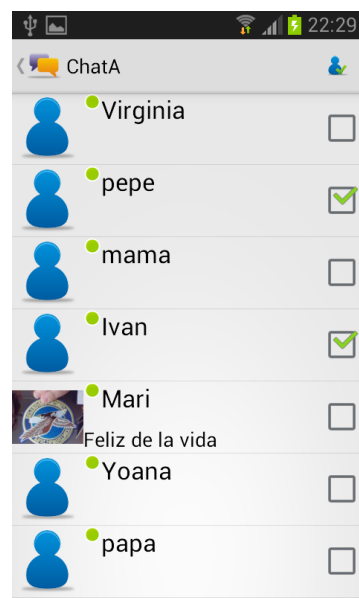 22:29
ChatA
Virginia
pepe
mama
Ivan
Mari
Feliz de la vida
Yoana
papa